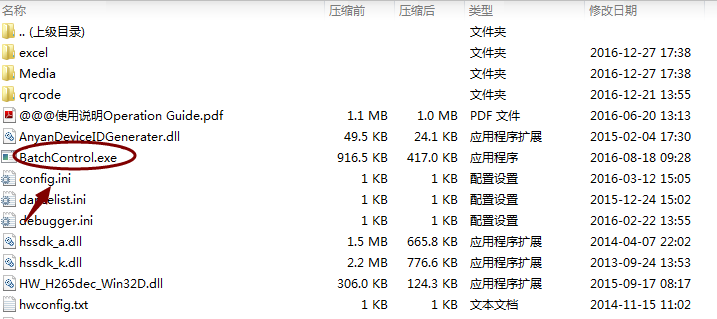 名称 压缩前 压缩后 类型 修改日期
.. (上级目录) 文件夹
excel 文件夹 2016-12-27 17:38
Media 文件夹 2016-12-27 17:38
qrcode 文件夹 2016-12-21 13:55
@@@使用说明Operation Guide.pdf 1.1 MB 1.0 MB PDF 文件 2016-06-20 13:13
AnyanDeviceIDGenerater.dll 49.5 KB 24.1 KB 应用程序扩展 2015-02-04 17:30
BatchControl.exe 916.5 KB 417.0 KB 应用程序 2016-08-18 09:28
config.ini 1 KB 1 KB 配置设置 2016-03-12 15:05
1 KB 1 KB 配置设置 2015-12-24 15:02
debugger.ini 1 KB 1 KB 配置设置 2016-02-22 13:55
hssdk_a.dll 1.5 MB 665.8 KB 应用程序扩展 2014-04-07 22:02
hssdk_k.dll 2.2 MB 776.6 KB 应用程序扩展 2013-09-24 13:53
HW_H265dec_Win32D.dll 306.0 KB 124.3 KB 应用程序扩展 2015-09-17 08:17
hwconfig.txt 1 KB 1 KB 文本文档 2014-11-15 11:02